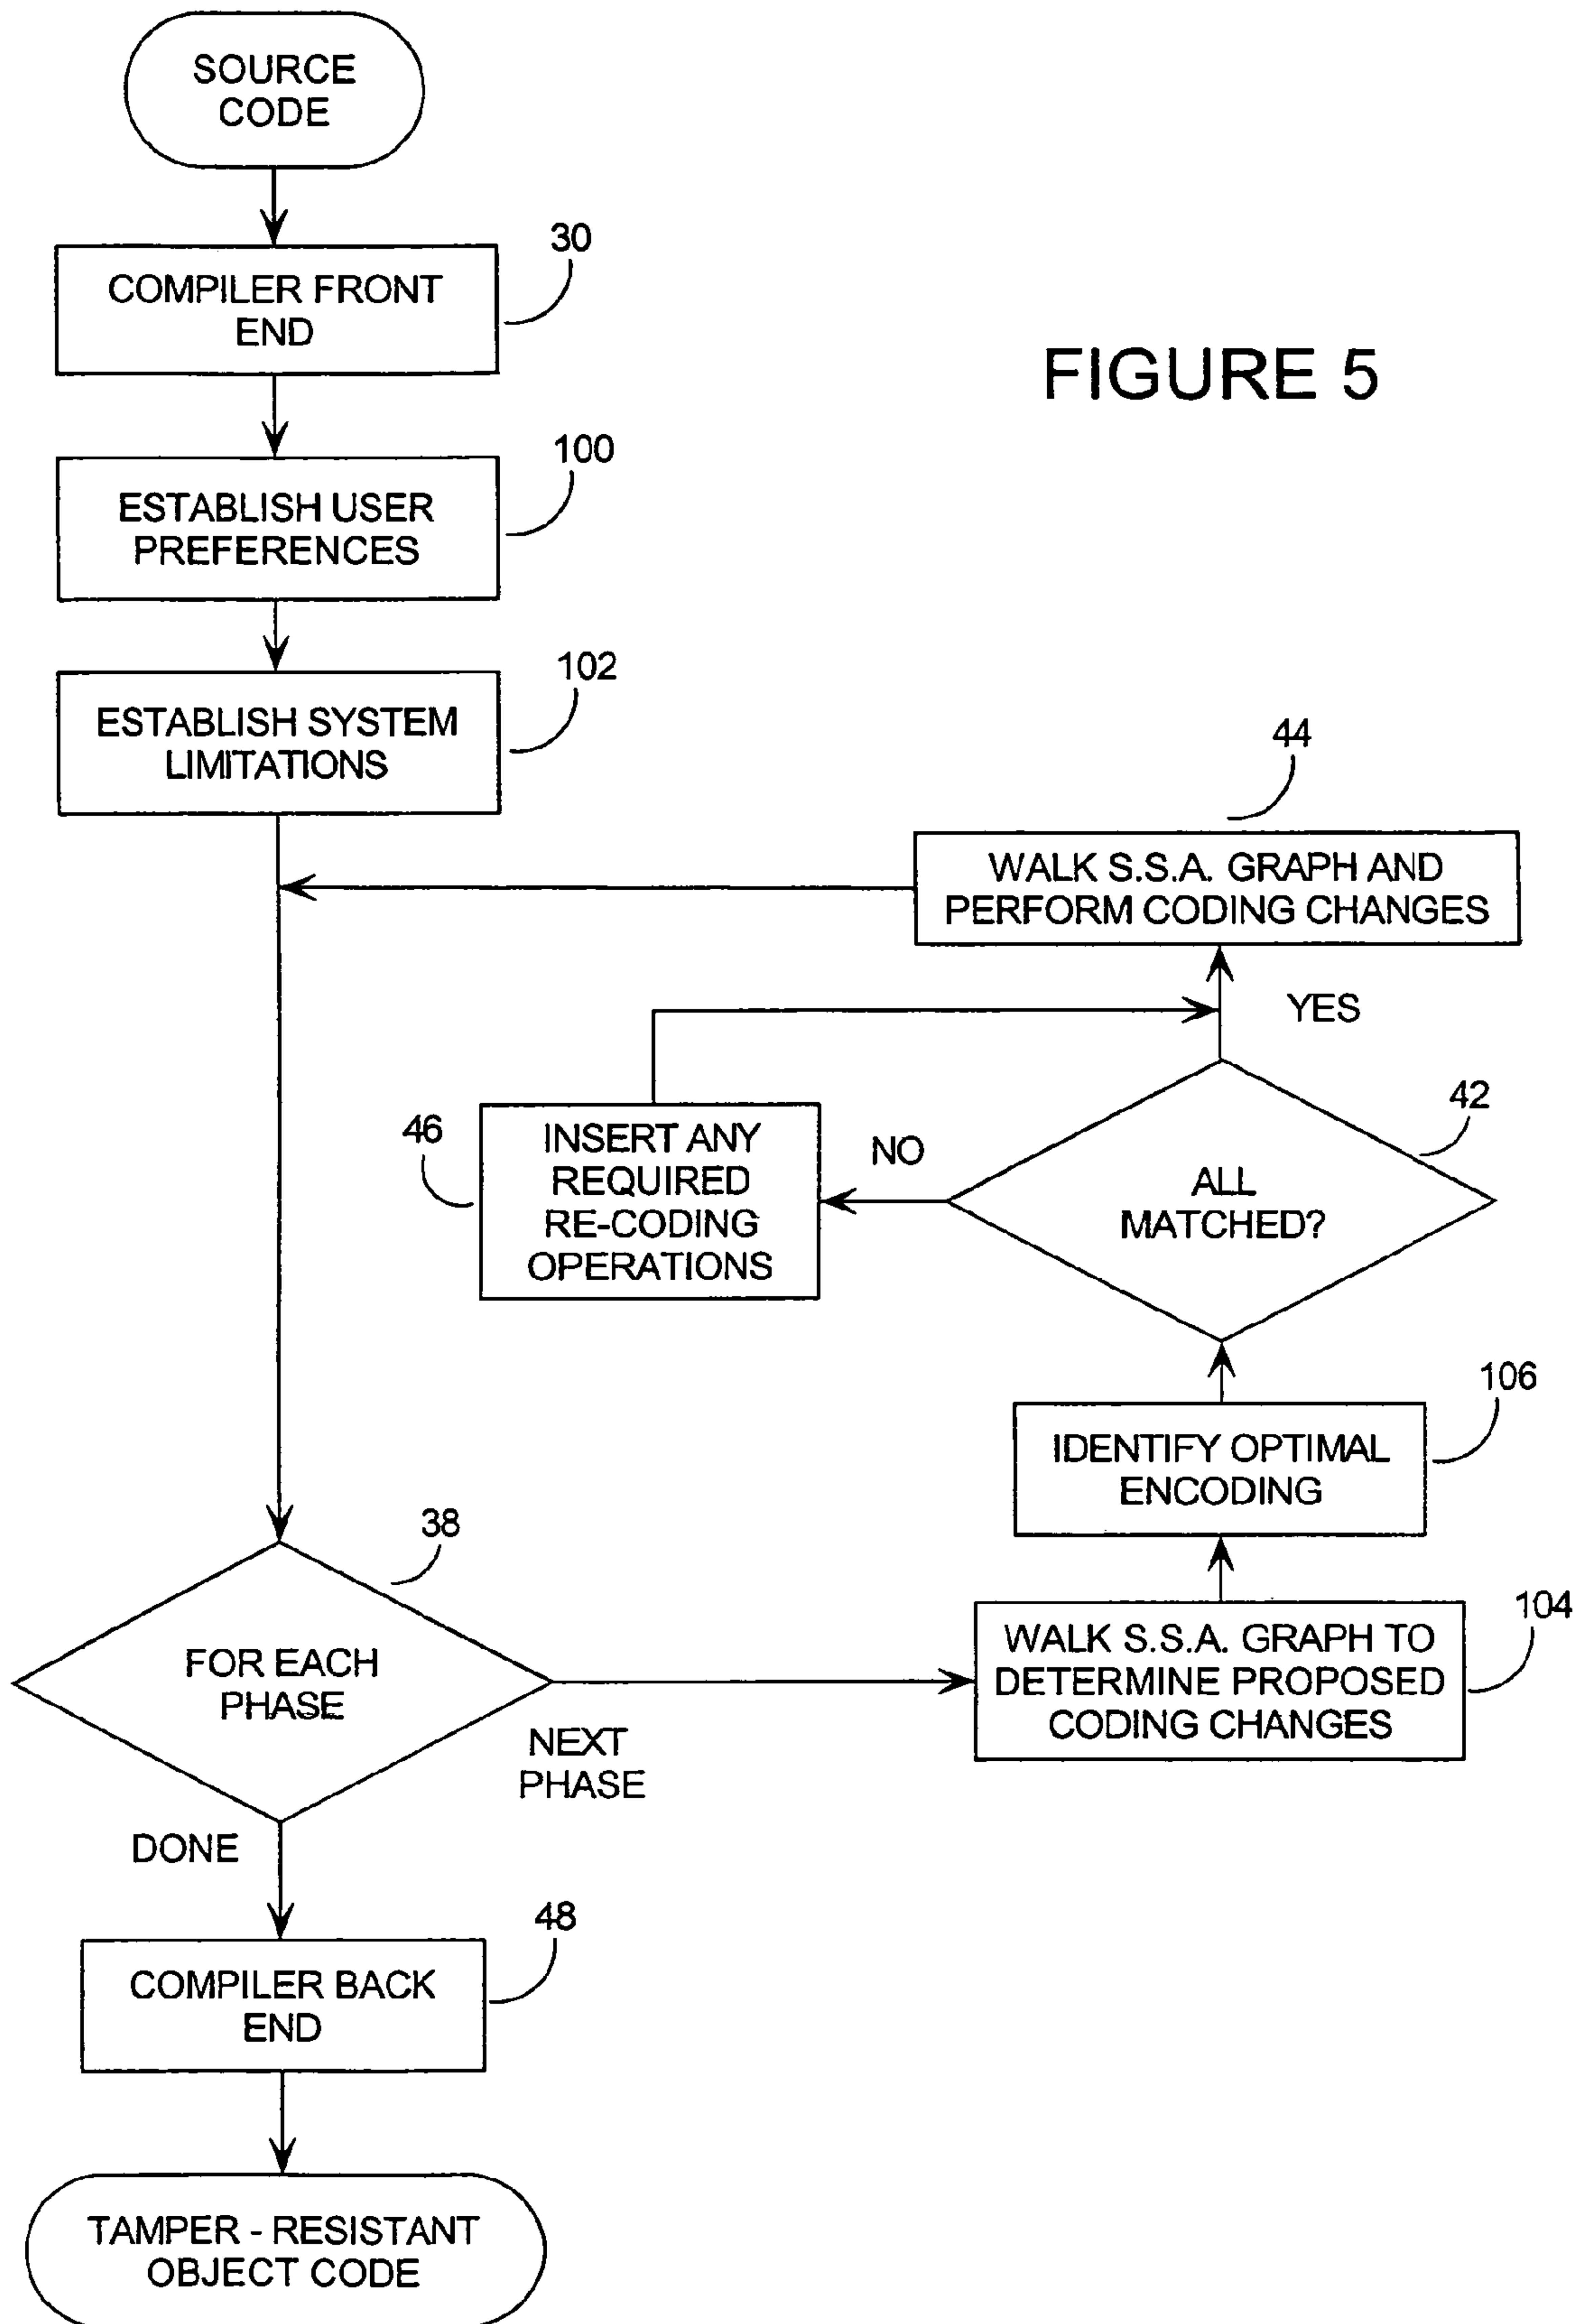 SOURCE
CODE
30
COMPILER FRONT
END
FIGURE 5
100
ESTABLISH USER
PREFERENCES
102
ESTABLISH SYSTEM
LIMITATIONS
44
WALK S.S.A. GRAPH AND
PERFORM CODING CHANGES
YES
42
46
INSERT ANY
REQUIRED
RE-CODING
OPERATIONS
NO
ALL
MATCHED?
106
IDENTIFY OPTIMAL
ENCODING
38
FOR EACH
PHASE
104
WALK S.S.A. GRAPH TO
DETERMINE PROPOSED
CODING CHANGES
NEXT
PHASE
DONE
48
COMPILER BACK
END
TAMPER - RESISTANT
OBJECT CODE